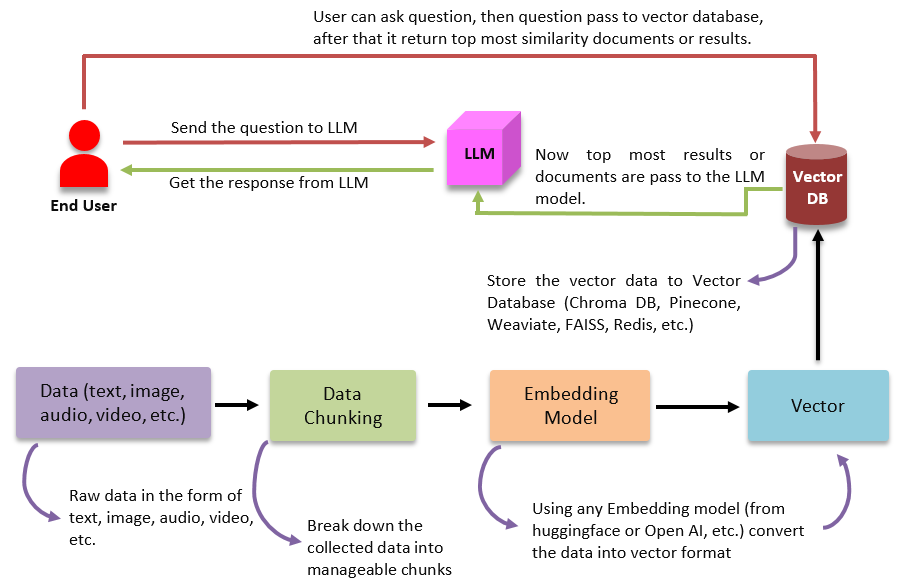 User can ask question, then question pass to vector database,
after that it return top most similarity documents or results.
Send the question to LLM
Get the response from LLM
End User
LLM
Now top most results or
documents are pass to the LLM
model.
Vector
DB
Store the vector data to Vector
Database (Chroma DB, Pinecone,
Weaviate, FAISS, Redis, etc.)
Data (text, image,
audio, video, etc.)
Data
Chunking
Embedding
Model
Vector
Raw data in the form of
text, image, audio, video,
etc.
Break down the
collected data into
manageable chunks
Using any Embedding model (from
huggingface or Open AI, etc.) convert
the data into vector format